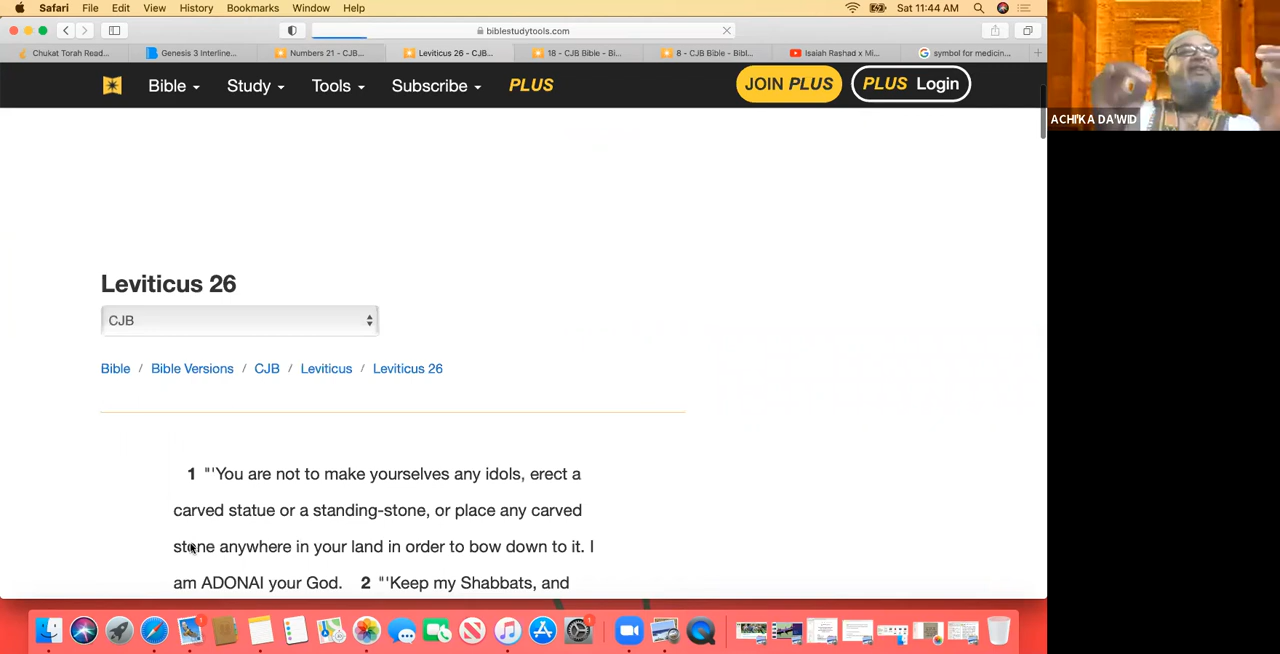 Safari File Edit View History Bookmarks Window Help Sat 11:44 AM
biblestudytools.com
Chukat Torah Read... Genesis 3 Interline... Numbers 21 - CJB... Leviticus 26 - CJB... 18 - CJB Bible - Bi... 8 - CJB Bible - Bibl... Isaiah Rashad x Mi... symbol for medicin...
Bible Study Tools Subscribe PLUS JOIN PLUS PLUS Login
ACHI'KA DA'WID
Leviticus 26
CJB
Bible / Bible Versions / CJB / Leviticus / Leviticus 26
1 "'You are not to make yourselves any idols, erect a
carved statue or a standing-stone, or place any carved
stone anywhere in your land in order to bow down to it. I
am ADONAI your God. 2 "'Keep my Shabbats, and